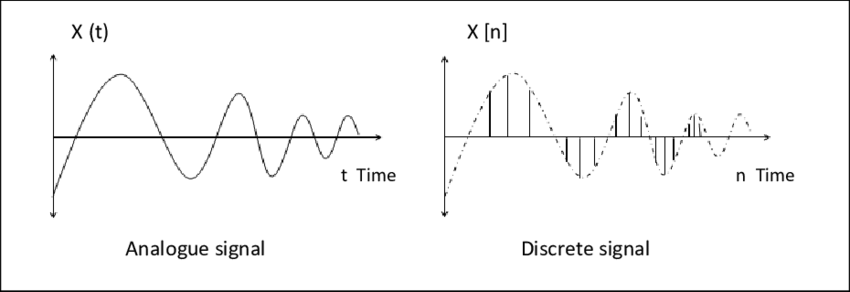 X (t)
t Time
Analogue signal
X [n]
n Time
Discrete signal